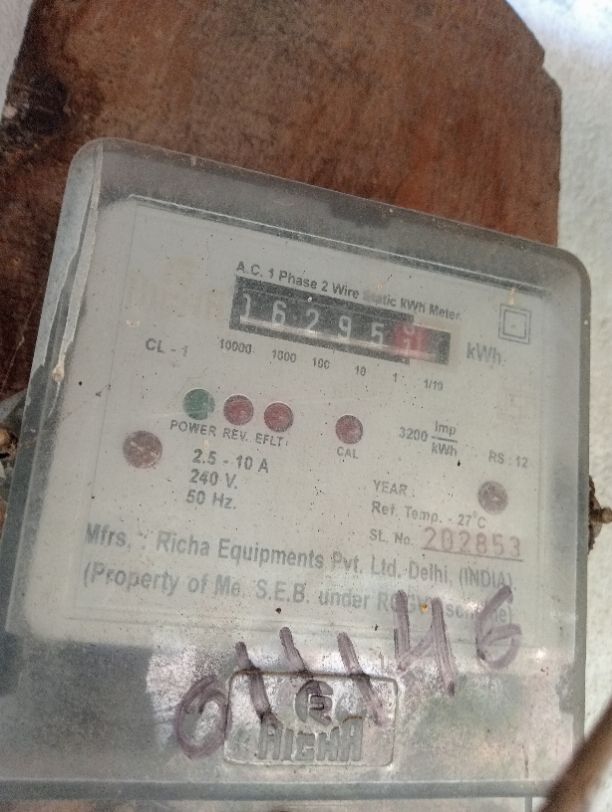 A.C. 1 Phase 2 Wire Static kWh Meter
06295
kWh
CL - 1 10000 1000 100 10 1 1/10
POWER REV. EFLT CAL
3200 Imp/kWh
RS : 12
2.5 - 10 A
240 V.
50 Hz.
YEAR :
Ref. Temp. - 27°C
SL. No. 202853
Mfrs. : Richa Equipments Pvt. Ltd. Delhi, (INDIA)
(Property of Me. S.E.B. under scheme)
RICHA